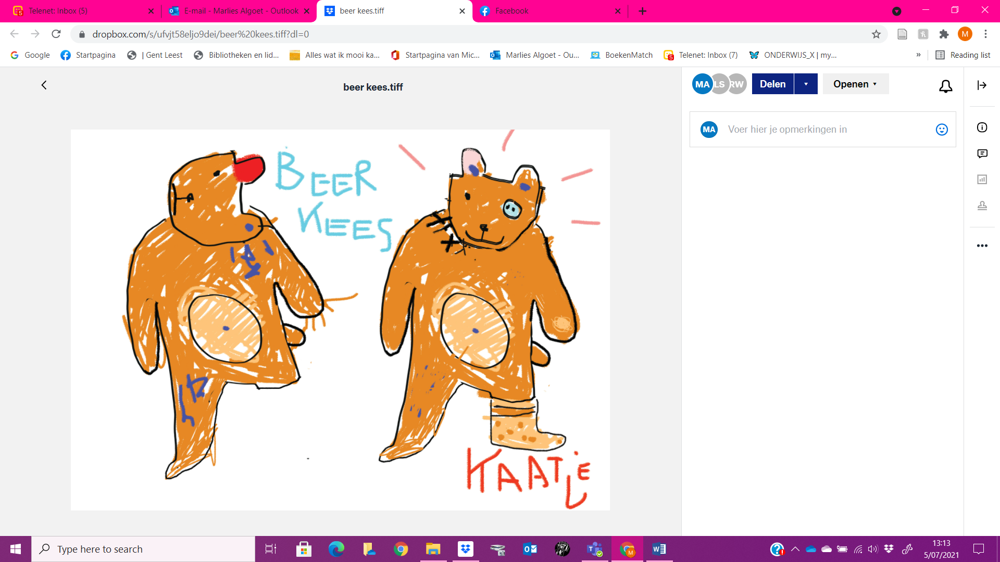 Telenet: Inbox (5)
E-mail - Marlies Algoet - Outlook
beer kees.tiff
Facebook
dropbox.com/s/ufvjt58eljo9dei/beer%20kees.tiff?dl=0
M
Google
Startpagina
| Gent Leest
Bibliotheken en lid...
Alles wat ik mooi ka...
Startpagina van Mic...
Marlies Algoet - Ou...
BoekenMatch
Telenet: Inbox (7)
ONDERWIJS_X | my...
»
Reading list
beer kees.tiff
MA
LS
RW
Delen
Openen
MA
Voer hier je opmerkingen in
BEER
KEES
KAATJE
Type here to search
13:13
5/07/2021